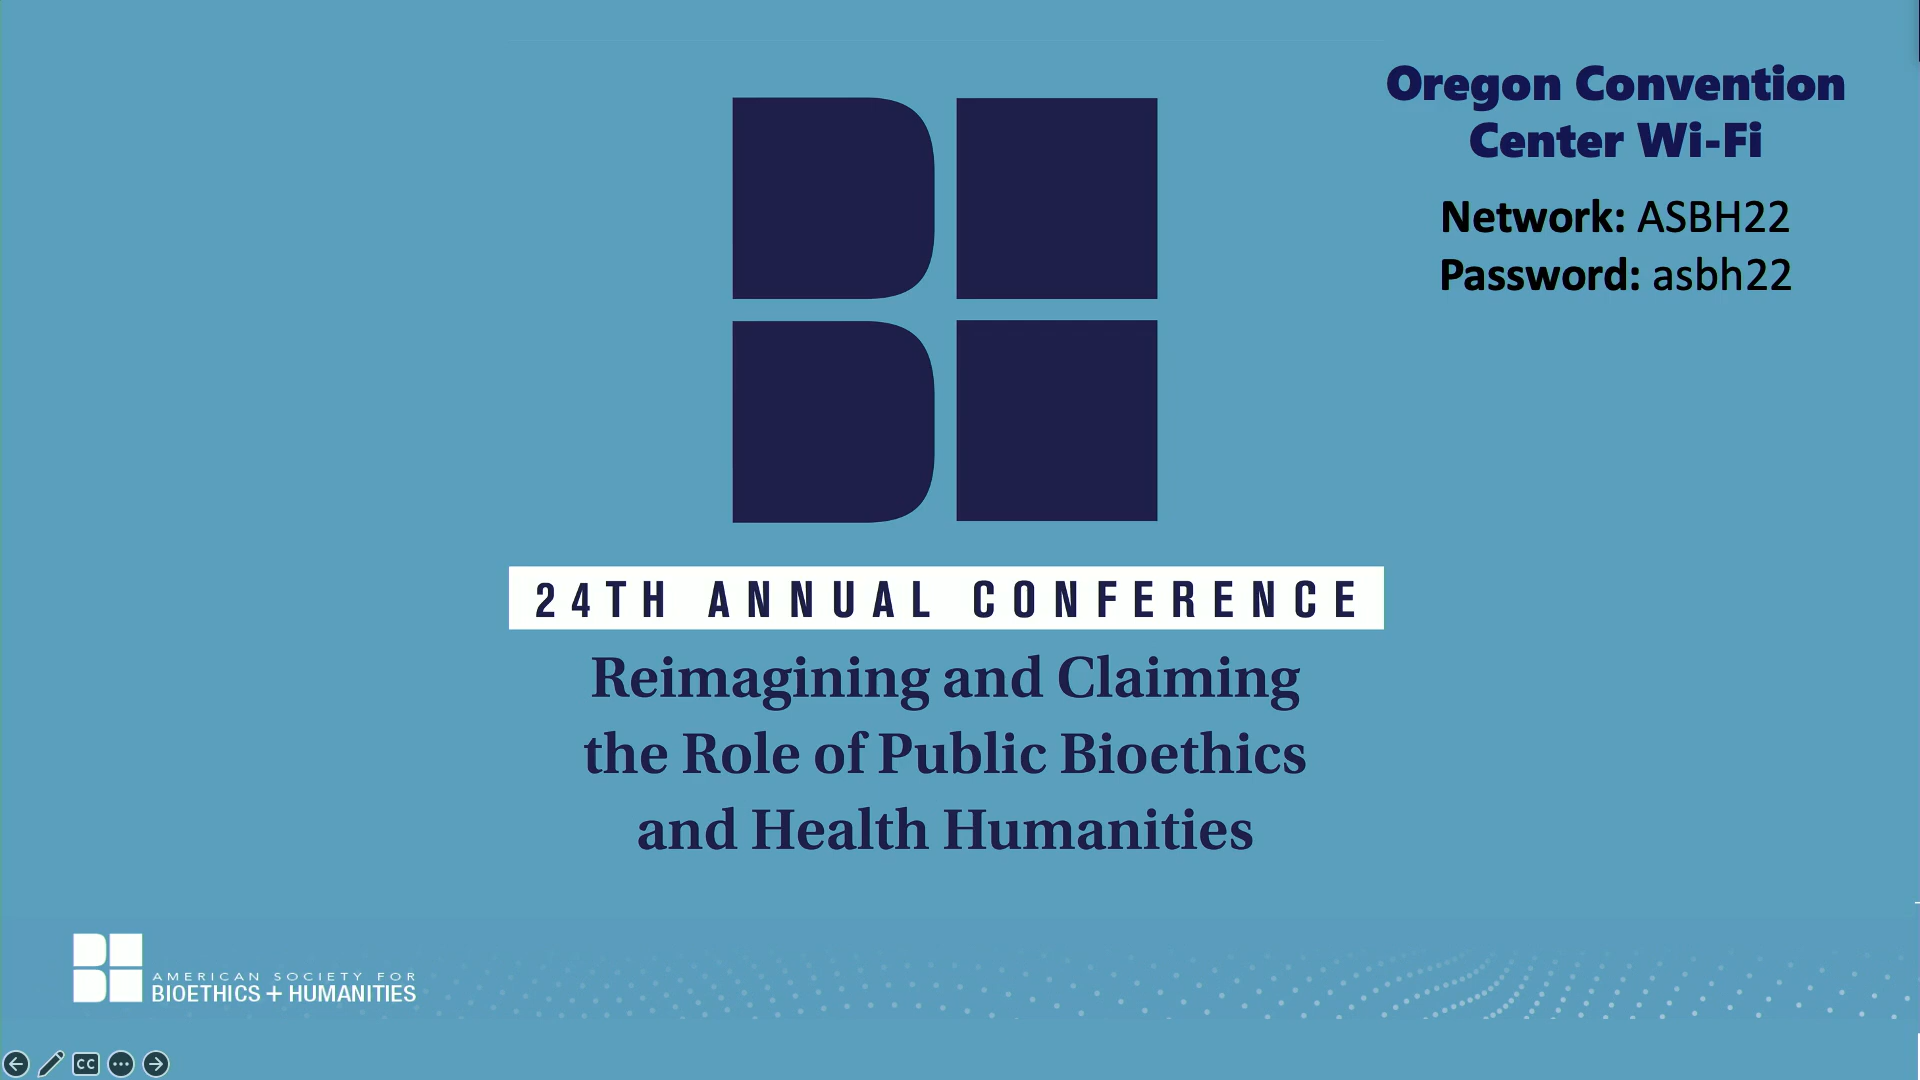 Oregon Convention
Center Wi-Fi
Network: ASBH22
Password: asbh22
24TH ANNUAL CONFERENCE
Reimagining and Claiming
the Role of Public Bioethics
and Health Humanities
AMERICAN SOCIETY FOR
BIOETHICS + HUMANITIES
CC